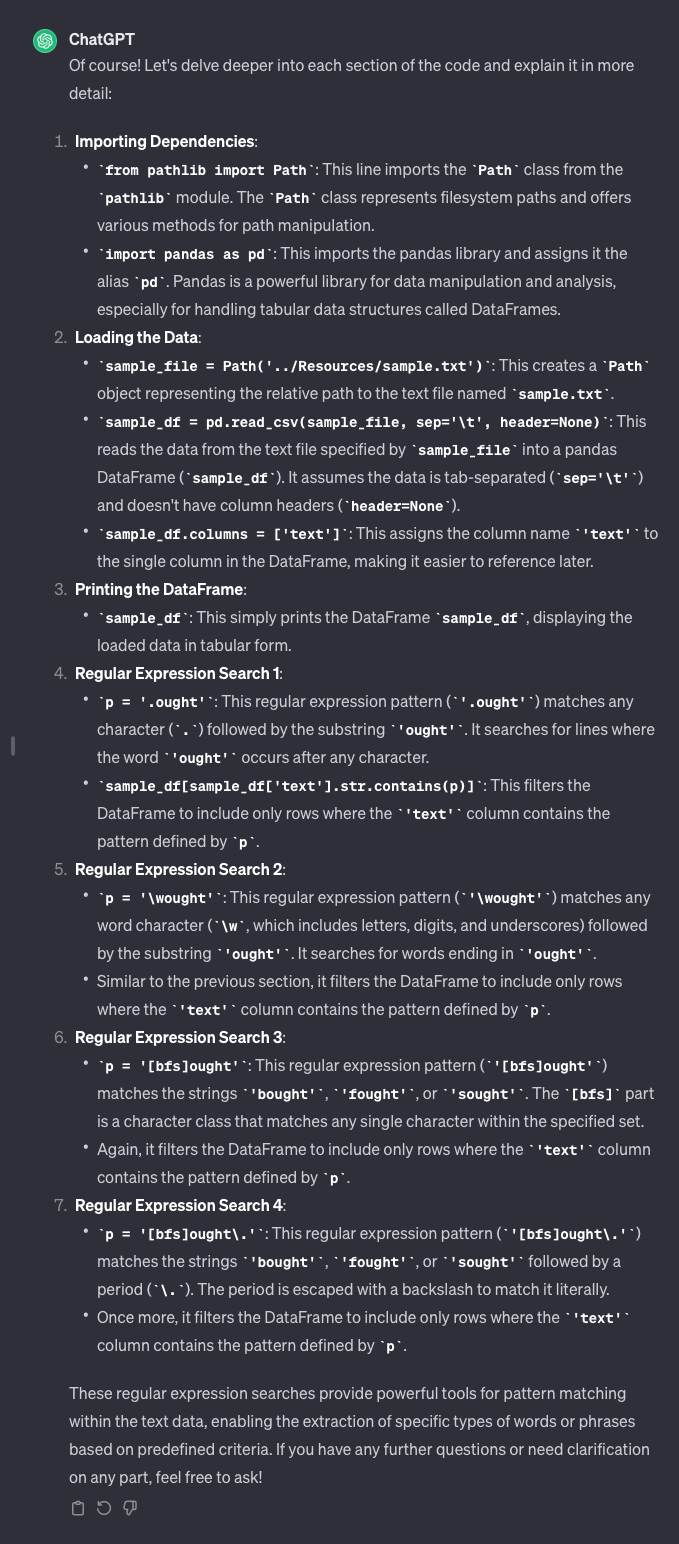 ChatGPT
Of course! Let's delve deeper into each section of the code and explain it in more
detail:
1. Importing Dependencies:
• `from pathlib import Path`: This line imports the `Path` class from the
`pathlib` module. The `Path` class represents filesystem paths and offers
various methods for path manipulation.
• `import pandas as pd`: This imports the pandas library and assigns it the
alias `pd`. Pandas is a powerful library for data manipulation and analysis,
especially for handling tabular data structures called DataFrames.
2. Loading the Data:
• `sample_file = Path('../Resources/sample.txt')`: This creates a `Path`
object representing the relative path to the text file named `sample.txt`.
• `sample_df = pd.read_csv(sample_file, sep='\t', header=None)`: This
reads the data from the text file specified by `sample_file` into a pandas
DataFrame (`sample_df`). It assumes the data is tab-separated (`sep='\t'`)
and doesn't have column headers (`header=None`).
• `sample_df.columns = ['text']`: This assigns the column name `'text'` to
the single column in the DataFrame, making it easier to reference later.
3. Printing the DataFrame:
• `sample_df`: This simply prints the DataFrame `sample_df`, displaying the
loaded data in tabular form.
4. Regular Expression Search 1:
• `p = '.ought'`: This regular expression pattern (`'.ought'`) matches any
character (`.`) followed by the substring `'ought'`. It searches for lines where
the word `'ought'` occurs after any character.
• `sample_df[sample_df['text'].str.contains(p)]`: This filters the
DataFrame to include only rows where the `'text'` column contains the
pattern defined by `p`.
5. Regular Expression Search 2:
• `p = '\wought'`: This regular expression pattern (`'\wought'`) matches any
word character (`\w`, which includes letters, digits, and underscores) followed
by the substring `'ought'`. It searches for words ending in `'ought'`.
• Similar to the previous section, it filters the DataFrame to include only rows
where the `'text'` column contains the pattern defined by `p`.
6. Regular Expression Search 3:
• `p = '[bfs]ought'`: This regular expression pattern (`'[bfs]ought'`)
matches the strings `'bought'`, `'fought'`, or `'sought'`. The `[bfs]` part
is a character class that matches any single character within the specified set.
• Again, it filters the DataFrame to include only rows where the `'text'` column
contains the pattern defined by `p`.
7. Regular Expression Search 4:
• `p = '[bfs]ought\.'`: This regular expression pattern (`'[bfs]ought\.'`)
matches the strings `'bought'`, `'fought'`, or `'sought'` followed by a
period (`\.`). The period is escaped with a backslash to match it literally.
• Once more, it filters the DataFrame to include only rows where the `'text'`
column contains the pattern defined by `p`.
These regular expression searches provide powerful tools for pattern matching
within the text data, enabling the extraction of specific types of words or phrases
based on predefined criteria. If you have any further questions or need clarification
on any part, feel free to ask!